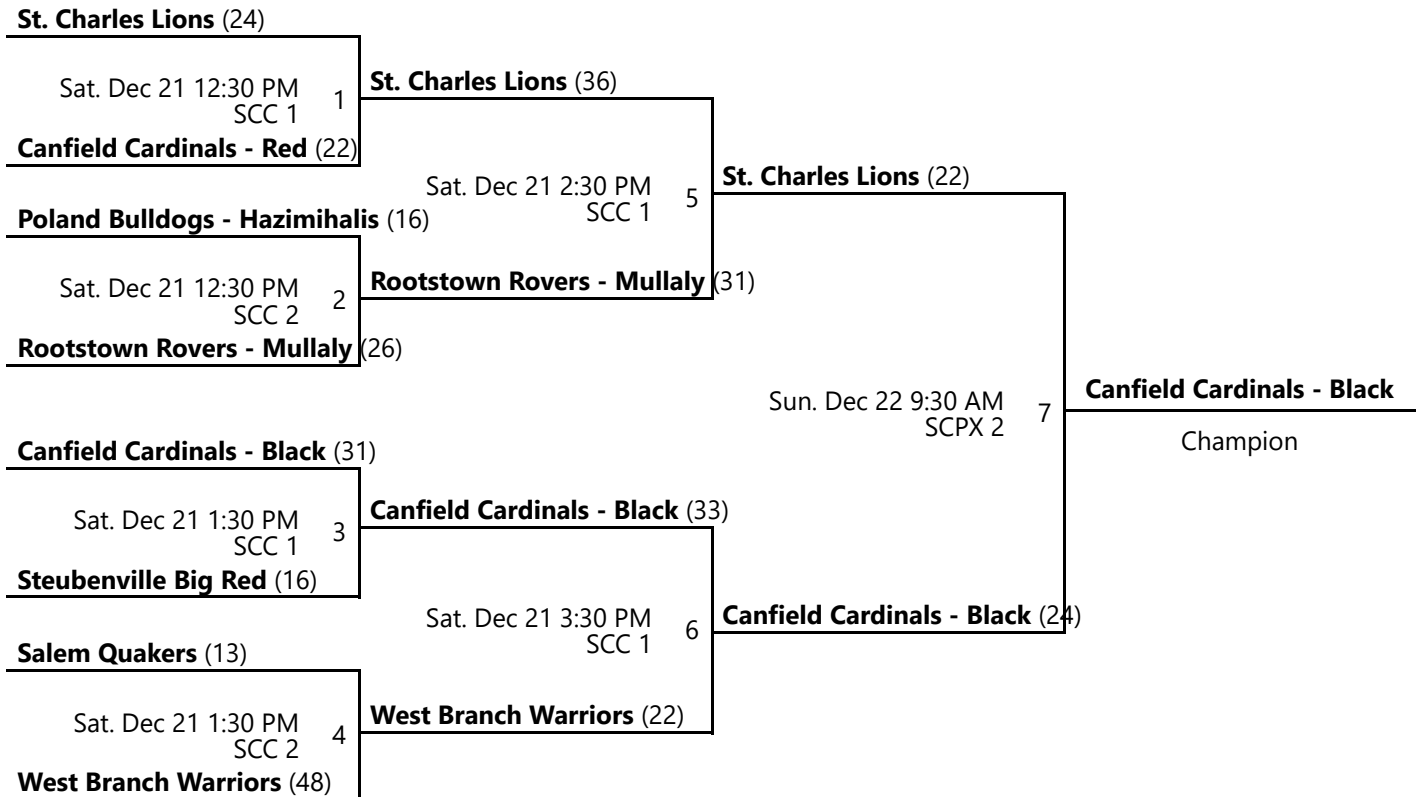 St. Charles Lions (24)
Sat. Dec 21 12:30 PM
SCC 1
1
Canfield Cardinals - Red (22)
St. Charles Lions (36)
Sat. Dec 21 2:30 PM
SCC 1
5
Poland Bulldogs - Hazimihalis (16)
Sat. Dec 21 12:30 PM
SCC 2
2
Rootstown Rovers - Mullaly (26)
Rootstown Rovers - Mullaly (31)
St. Charles Lions (22)
Sun. Dec 22 9:30 AM
SCPX 2
7
Canfield Cardinals - Black
Champion
Canfield Cardinals - Black (31)
Sat. Dec 21 1:30 PM
SCC 1
3
Steubenville Big Red (16)
Canfield Cardinals - Black (33)
Sat. Dec 21 3:30 PM
SCC 1
6
Canfield Cardinals - Black (24)
Salem Quakers (13)
Sat. Dec 21 1:30 PM
SCC 2
4
West Branch Warriors (48)
West Branch Warriors (22)